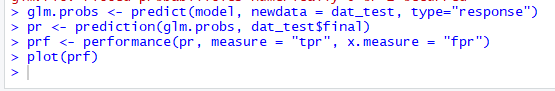 > glm.probs <- predict(model, newdata = dat_test, type="response")
> pr <- prediction(glm.probs, dat_test$final)
> prf <- performance(pr, measure = "tpr", x.measure = "fpr")
> plot(prf)
>